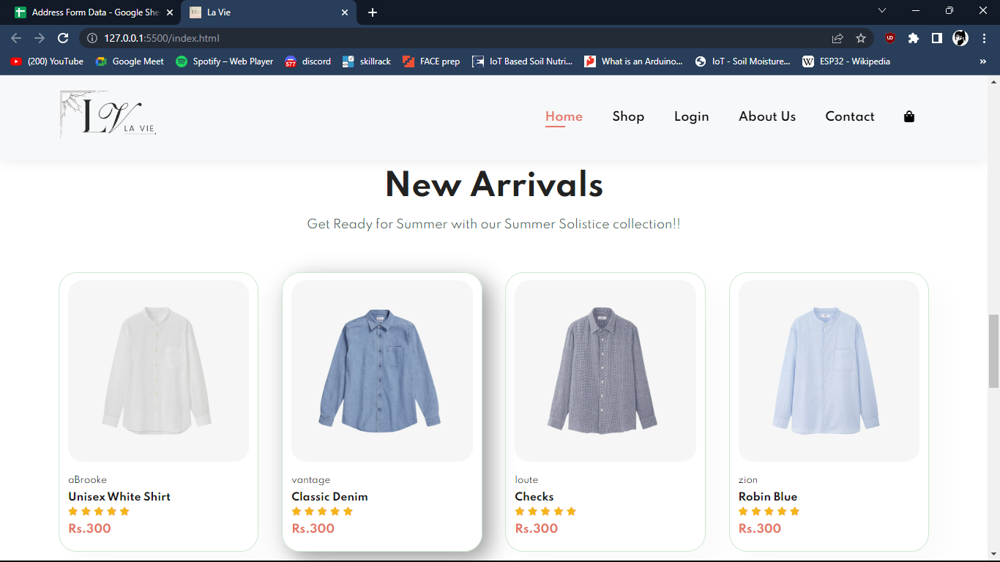 Address Form Data - Google She
La Vie
127.0.0.1:5500/index.html
(200) YouTube
Google Meet
Spotify – Web Player
577
discord
skillrack
FACE prep
IoT Based Soil Nutri...
What is an Arduino...
IoT - Soil Moisture...
W
ESP32 - Wikipedia
»
LV LA VIE.
Home
Shop
Login
About Us
Contact
New Arrivals
Get Ready for Summer with our Summer Solistice collection!!
aBrooke
Unisex White Shirt
Rs.300
vantage
Classic Denim
Rs.300
loute
Checks
Rs.300
zion
Robin Blue
Rs.300